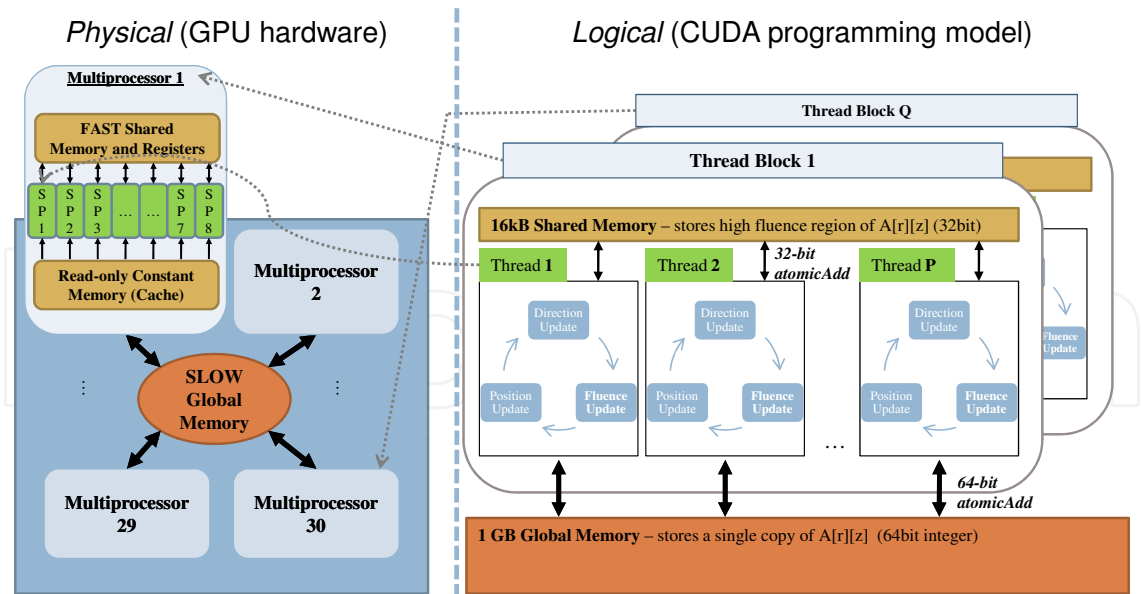 Physical (GPU hardware)
Multiprocessor 1
FAST Shared
Memory and Registers
S P 1
S P 2
S P 3
…
…
S P 7
S P 8
Read-only Constant
Memory (Cache)
Multiprocessor
2
⋮
SLOW
Global
Memory
⋮
Multiprocessor
29
Multiprocessor
30
Logical (CUDA programming model)
Thread Block Q
Thread Block 1
16kB Shared Memory – stores high fluence region of A[r][z] (32bit)
Thread 1
Thread 2
32-bit
atomicAdd
Thread P
Direction
Update
Position
Update
Fluence
Update
Direction
Update
Position
Update
Fluence
Update
…
Direction
Update
Position
Update
Fluence
Update
Fluence
Update
64-bit
atomicAdd
1 GB Global Memory – stores a single copy of A[r][z] (64bit integer)